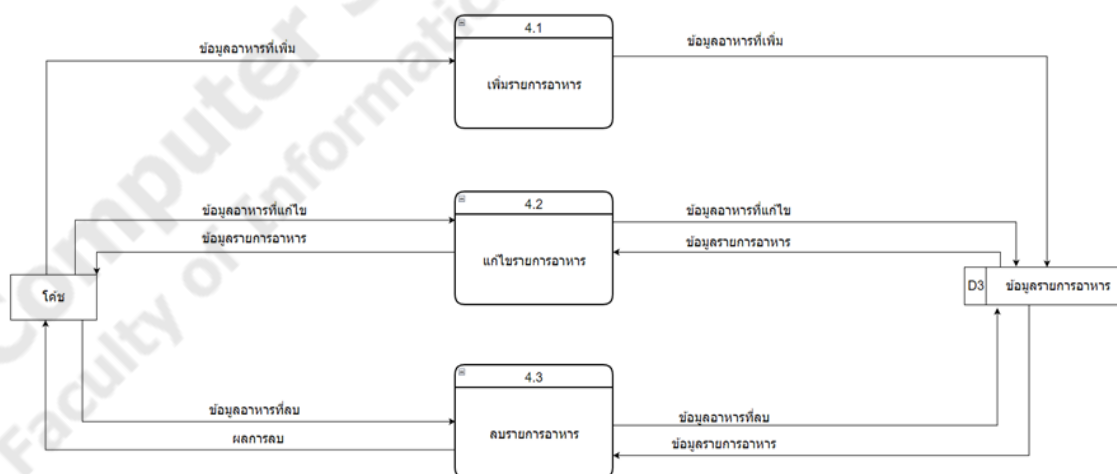 4.1
ข้อมูลอาหารที่เพิ่ม
ข้อมูลอาหารที่เพิ่ม
เพิ่มรายการอาหาร
4.2
ข้อมูลอาหารที่แก้ไข
ข้อมูลอาหารที่แก้ไข
ข้อมูลรายการอาหาร
ข้อมูลรายการอาหาร
แก้ไขรายการอาหาร
โค้ช
D3
ข้อมูลรายการอาหาร
4.3
ข้อมูลอาหารที่ลบ
ข้อมูลอาหารที่ลบ
ลบรายการอาหาร
ผลการลบ
ข้อมูลรายการอาหาร
Computer
Faculty of Informatic